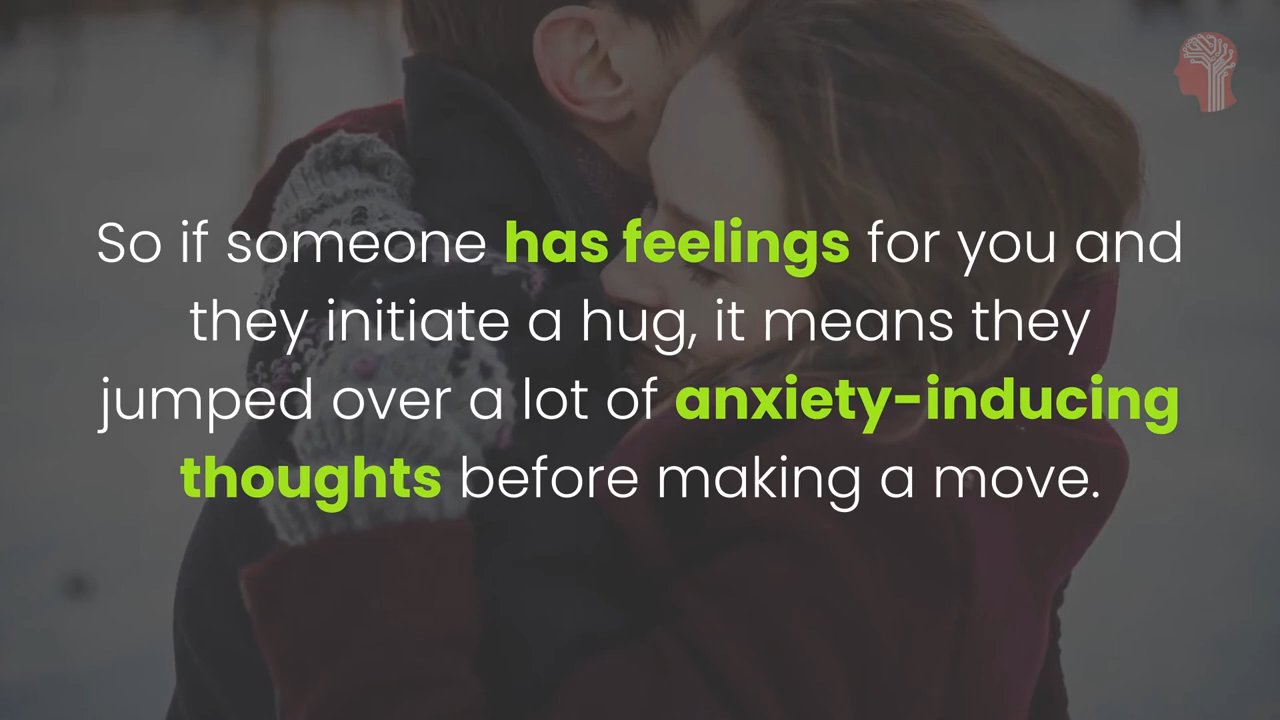 So if someone has feelings for you and
they initiate a hug, it means they
jumped over a lot of anxiety-inducing
thoughts before making a move.